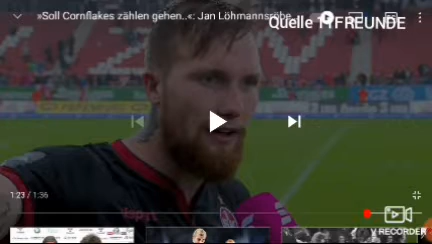 »Soll Cornflakes zählen gehen..«: Jan Löhmannsröbe
Quelle 11FREUNDE
1:23 / 1:36
V RECORDER